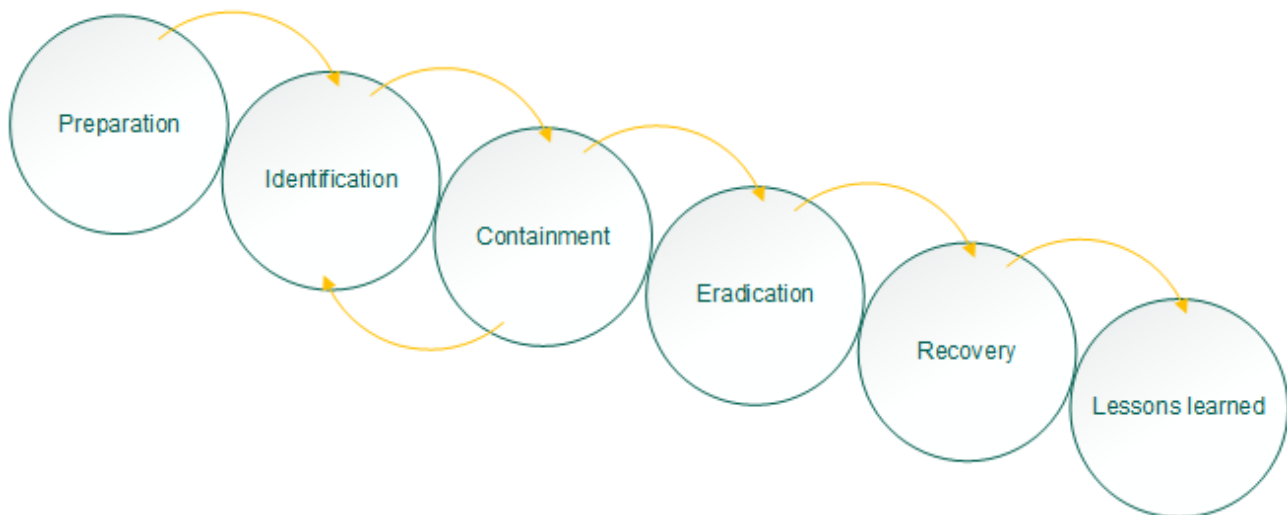 Preparation
Identification
Containment
Eradication
Recovery
Lessons learned